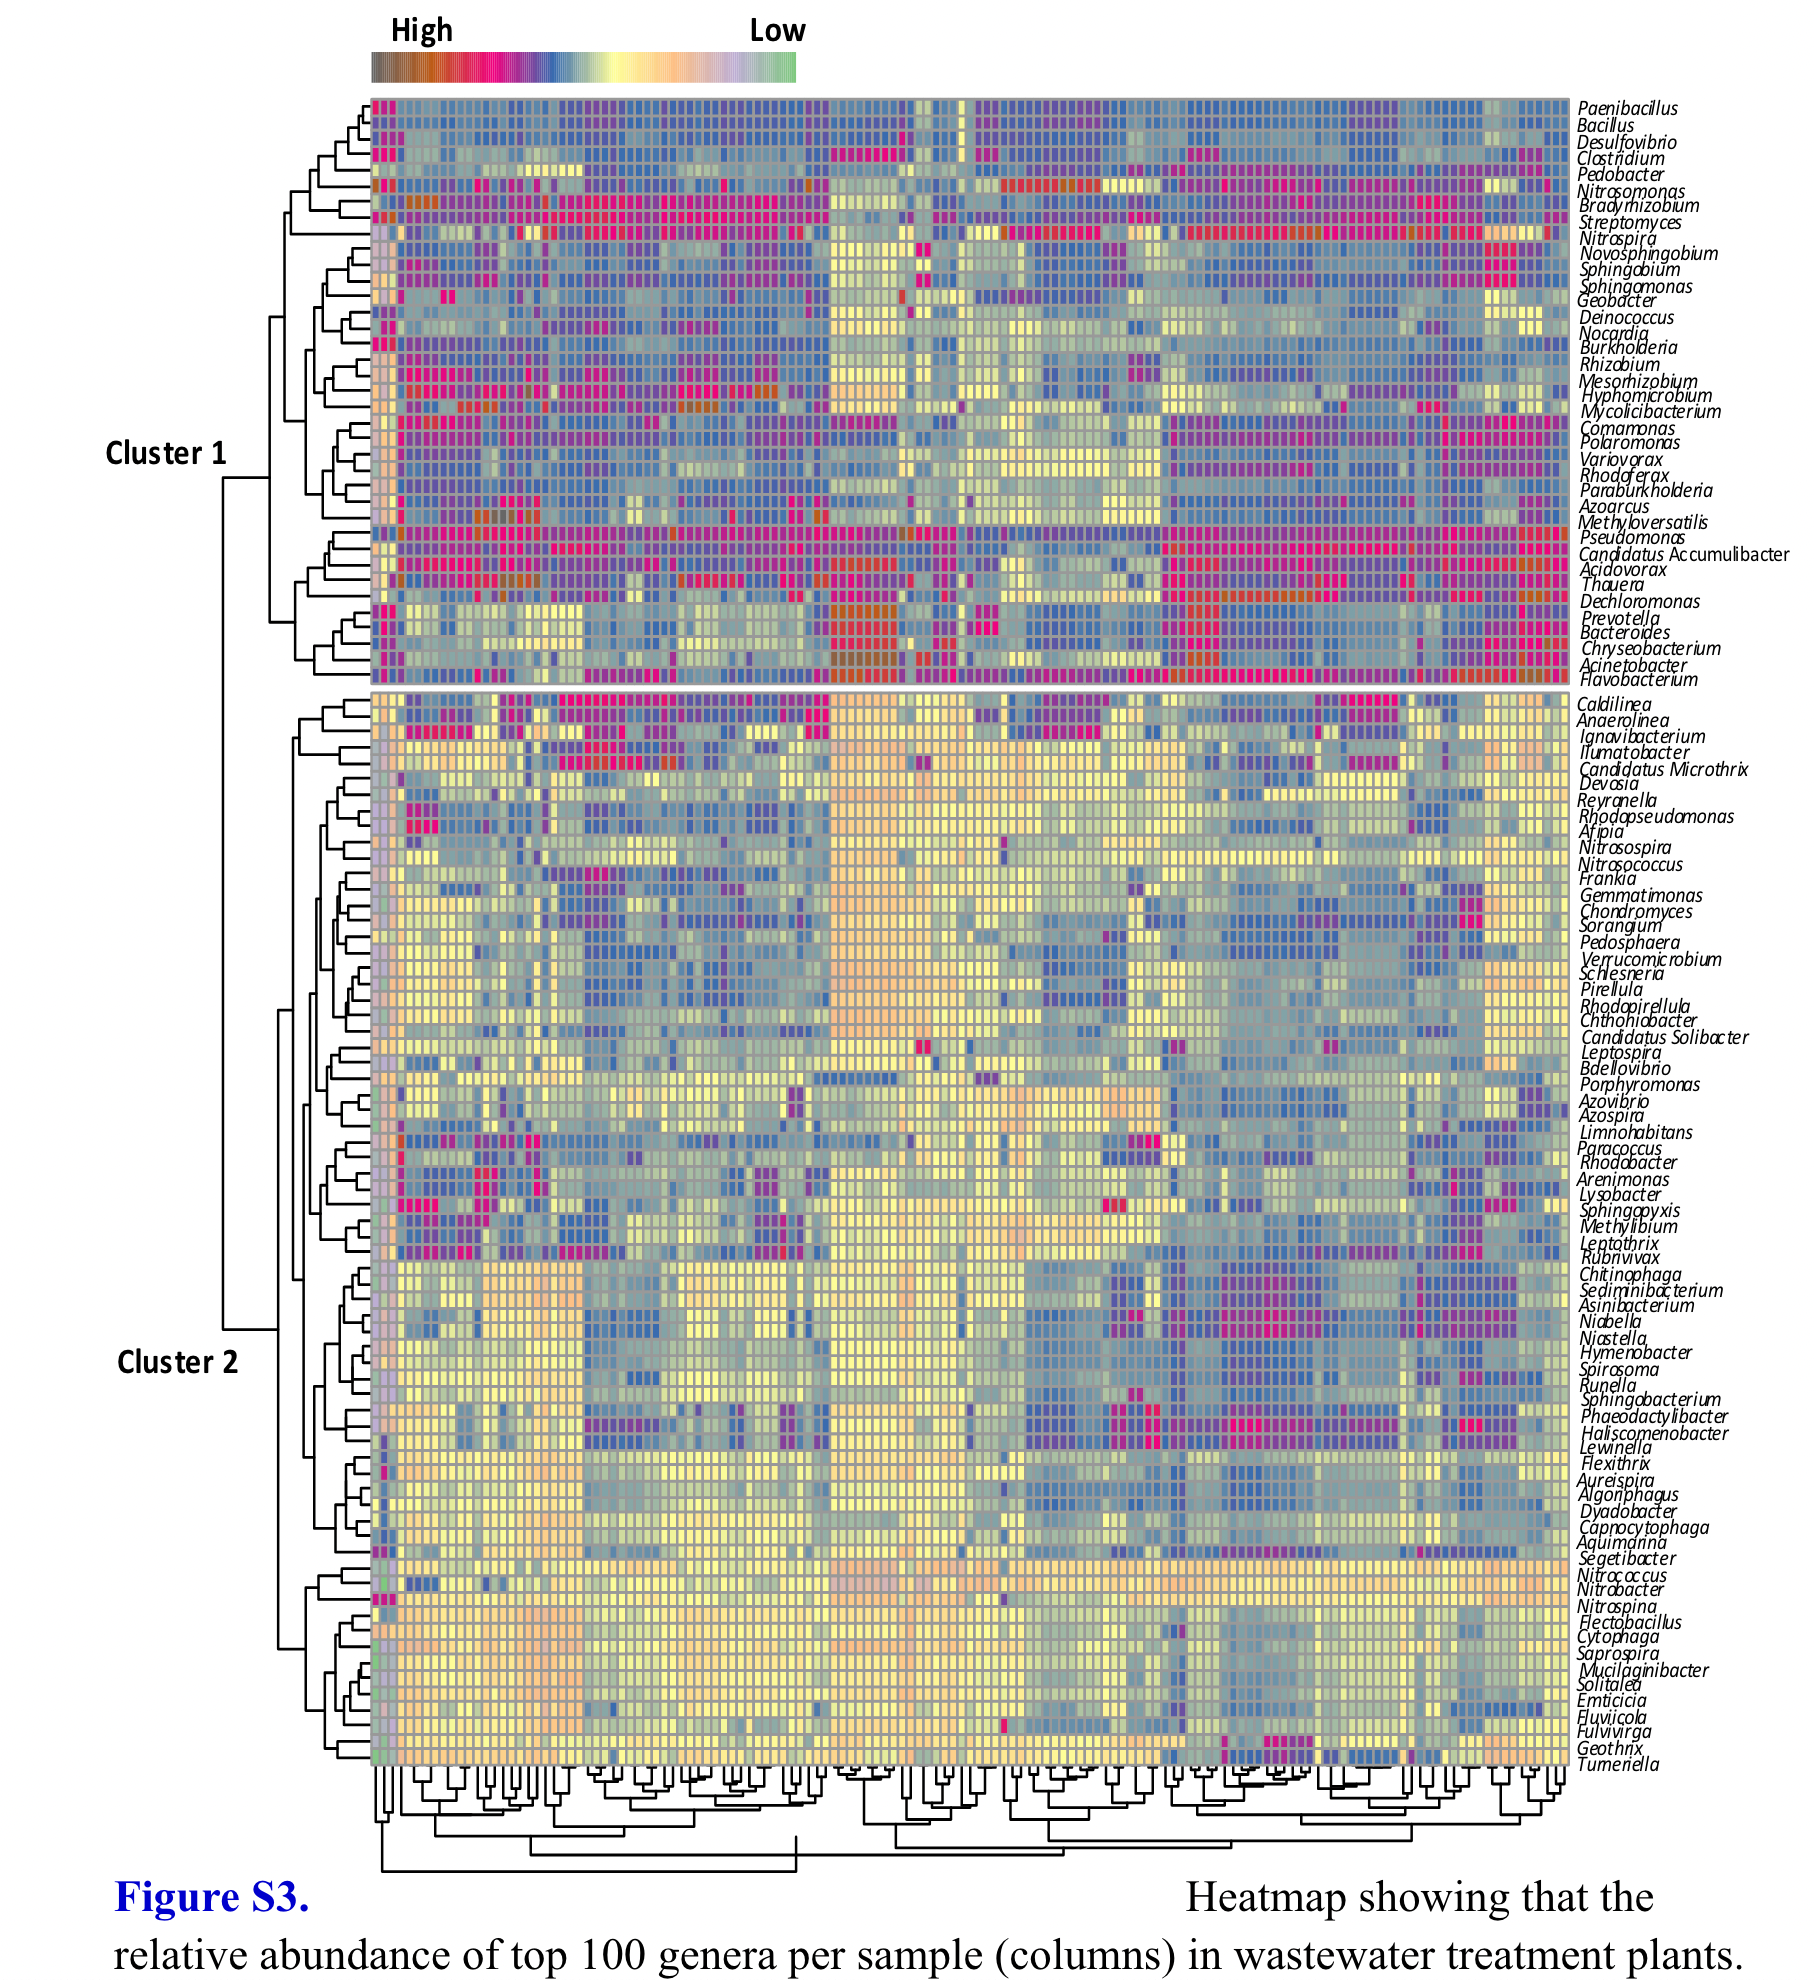 High Low
Paenibacillus
Bacillus
Desulfovibrio
Clostridium
Pedobacter
Nitrosomonas
Bradyrhizobium
Streptomyces
Nitrospira
Novosphingobium
Sphingobium
Sphingomonas
Geobacter
Deinococcus
Nocardia
Burkholderia
Rhizobium
Mesorhizobium
Hyphomicrobium
Mycolicibacterium
Comamonas
Cluster 1
Polaromonas
Variovorax
Rhodoferax
Paraburkholderia
Azoarcus
Methyloversatilis
Pseudomonas
Candidatus Accumulibacter
Acidovorax
Thauera
Dechloromonas
Prevotella
Bacteroides
Chryseobacterium
Acinetobacter
Flavobacterium
Caldilinea
Anaerolinea
Ignavibacterium
Ilumatobacter
Candidatus Microthrix
Devosia
Reyranella
Rhodopseudomonas
Afipia
Nitrosospira
Nitrosococcus
Frankia
Gemmatimonas
Chondromyces
Sorangium
Pedosphaera
Verrucomicrobium
Schlesneria
Pirellula
Rhodopirellula
Chthoniobacter
Candidatus Solibacter
Leptospira
Bdellovibrio
Porphyromonas
Azovibrio
Azospira
Limnohabitans
Paracoccus
Rhodobacter
Arenimonas
Lysobacter
Sphingopyxis
Methylibium
Leptothrix
Rubrivivax
Chitinophaga
Sediminibacterium
Asinibacterium
Niabella
Niastella
Hymenobacter
Cluster 2
Spirosoma
Runella
Sphingobacterium
Phaeodactylibacter
Haliscomenobacter
Lewinella
Flexithrix
Aureispira
Algoriphagus
Dyadobacter
Capnocytophaga
Aquimarina
Segetibacter
Nitrococcus
Nitrobacter
Nitrospina
Flectobacillus
Cytophaga
Saprospira
Mucilaginibacter
Solitalea
Emticicia
Fluviicola
Fulvivirga
Geothrix
Turneriella
Figure S3. Heatmap showing that the
relative abundance of top 100 genera per sample (columns) in wastewater treatment plants.